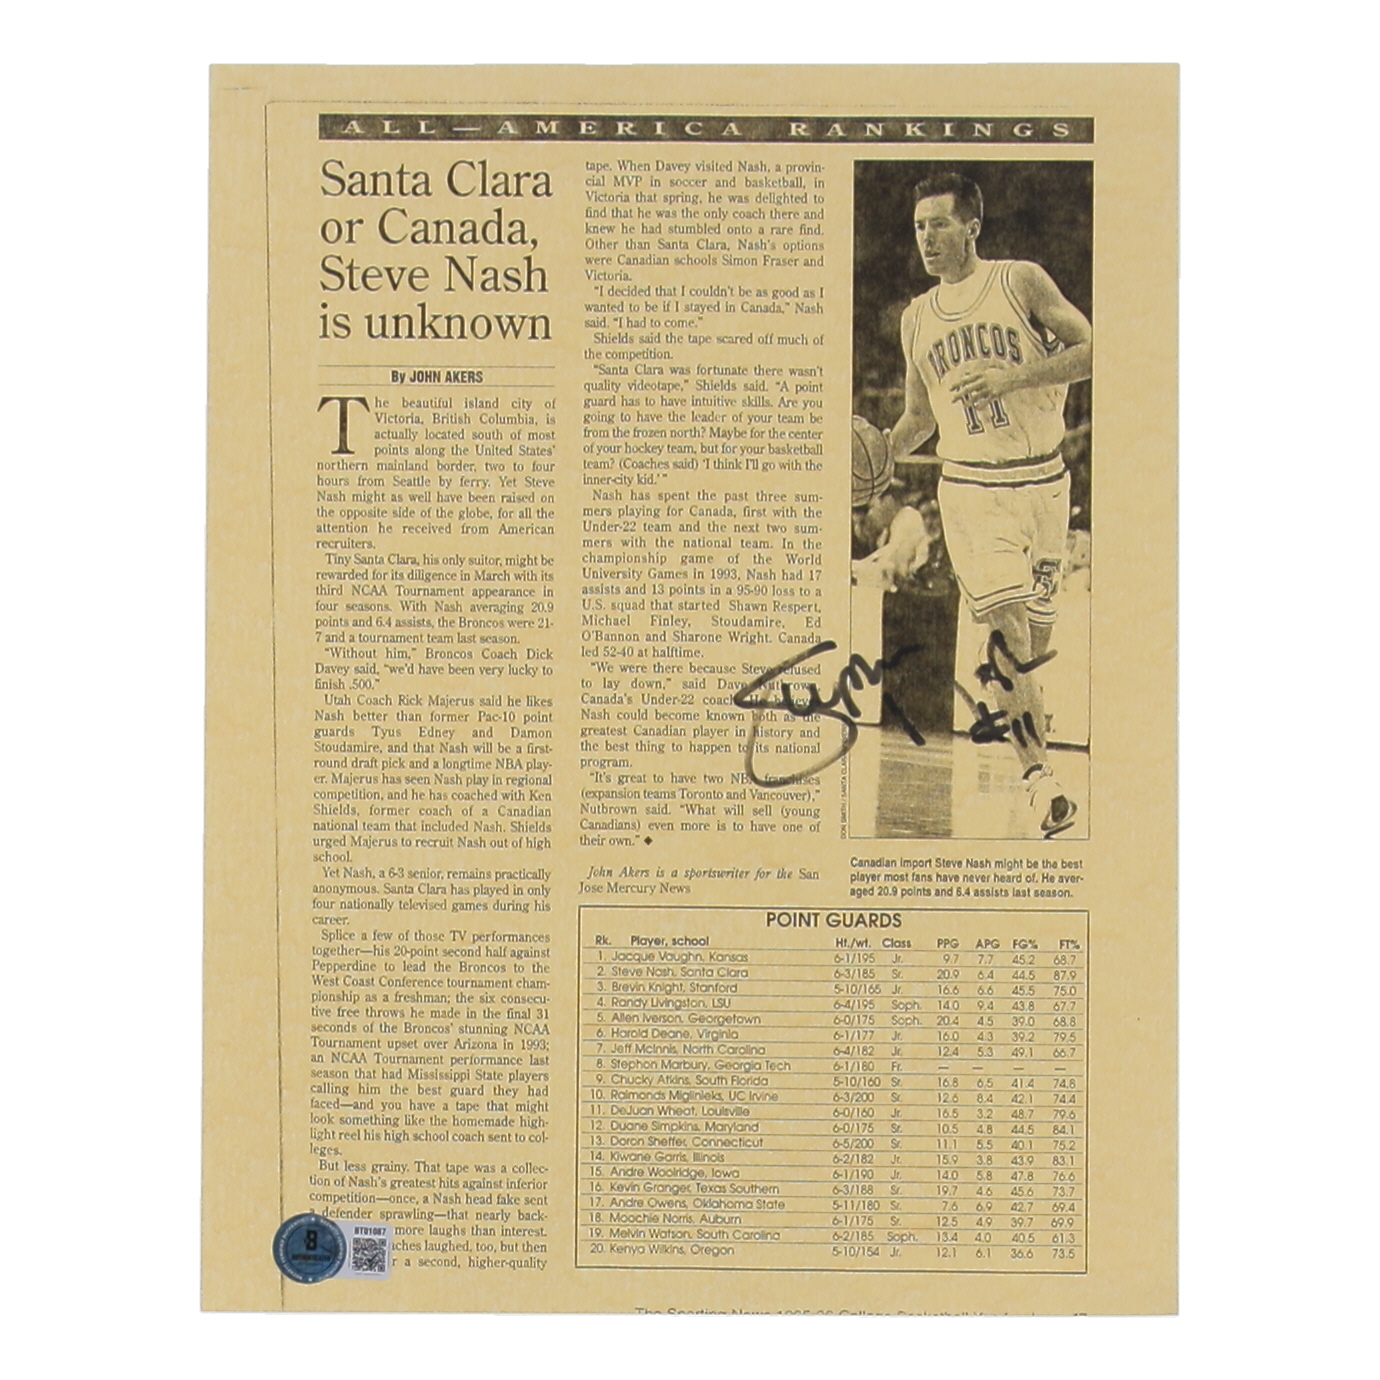 ALL—AMERICA RANKINGS
Santa Clara
or Canada,
Steve Nash
is unknown
By JOHN AKERS
The beautiful island city of
Victoria, British Columbia, is
actually located south of most
points along the United States'
northern mainland border, two to four
hours from Seattle by ferry. Yet Steve
Nash might as well have been raised on
the opposite side of the globe, for all the
attention he received from American
recruiters.
Tiny Santa Clara, his only suitor, might be
rewarded for its diligence in March with its
third NCAA Tournament appearance in
four seasons. With Nash averaging 20.9
points and 6.4 assists, the Broncos were 21-
7 and a tournament team last season.
"Without him," Broncos Coach Dick
Davey said, "we'd have been very lucky to
finish .500."
Utah Coach Rick Majerus said he likes
Nash better than former Pac-10 point
guards Tyus Edney and Damon
Stoudamire, and that Nash will be a first-
round draft pick and a longtime NBA play-
er. Majerus has seen Nash play in regional
competition, and he has coached with Ken
Shields, former coach of a Canadian
national team that included Nash. Shields
urged Majerus to recruit Nash out of high
school.
Yet Nash, a 6-3 senior, remains practically
anonymous. Santa Clara has played in only
four nationally televised games during his
career.
Splice a few of those TV performances
together—his 20-point second half against
Pepperdine to lead the Broncos to the
West Coast Conference tournament cham-
pionship as a freshman; the six consecu-
tive free throws he made in the final 31
seconds of the Broncos' stunning NCAA
Tournament upset over Arizona in 1993;
an NCAA Tournament performance last
season that had Mississippi State players
calling him the best guard they had
faced—and you have a tape that might
look something like the homemade high-
light reel his high school coach sent to col-
leges.
But less grainy. That tape was a collec-
tion of Nash's greatest hits against inferior
competition—once, a Nash head fake sent
a defender sprawling—that nearly back-
more laughs than interest.
laughed, too, but then
a second, higher-quality
tape. When Davey visited Nash, a provin-
cial MVP in soccer and basketball, in
Victoria that spring, he was delighted to
find that he was the only coach there and
knew he had stumbled onto a rare find.
Other than Santa Clara, Nash's options
were Canadian schools Simon Fraser and
Victoria.
"I decided that I couldn't be as good as I
wanted to be if I stayed in Canada," Nash
said. "I had to come."
Shields said the tape scared off much of
the competition.
"Santa Clara was fortunate there wasn't
quality videotape," Shields said. "A point
guard has to have intuitive skills. Are you
going to have the leader of your team be
from the frozen north? Maybe for the center
of your hockey team, but for your basketball
team? (Coaches said) 'I think I'll go with the
inner-city kid.' "
Nash has spent the past three sum-
mers playing for Canada, first with the
Under-22 team and the next two sum-
mers with the national team. In the
championship game of the World
University Games in 1993, Nash had 17
assists and 13 points in a 95-90 loss to a
U.S. squad that started Shawn Respert,
Michael Finley, Stoudamire, Ed
O'Bannon and Sharone Wright. Canada
led 52-40 at halftime.
"We were there because Steve refused
to lay down," said Dave Nutbrown,
Canada's Under-22 coach. He believes
Nash could become known both as the
greatest Canadian player in history and
the best thing to happen to its national
program.
"It's great to have two NBA franchises
(expansion teams Toronto and Vancouver),"
Nutbrown said. "What will sell (young
Canadians) even more is to have one of
their own." ◆
John Akers is a sportswriter for the San
Jose Mercury News
BRONCOS
11
#11
DON SMITH / SANTA CLARA
Canadian import Steve Nash might be the best
player most fans have never heard of. He aver-
aged 20.9 points and 6.4 assists last season.
POINT GUARDS
Rk. Player, school Ht./wt. Class PPG APG FG% FT%
1. Jacque Vaughn, Kansas 6-1/195 Jr. 9.7 7.7 45.2 68.7
2. Steve Nash, Santa Clara 6-3/185 Sr. 20.9 6.4 44.5 87.9
3. Brevin Knight, Stanford 5-10/165 Jr. 16.6 6.6 45.5 75.0
4. Randy Livingston, LSU 6-4/195 Soph. 14.0 9.4 43.8 67.7
5. Allen Iverson, Georgetown 6-0/175 Soph. 20.4 4.5 39.0 68.8
6. Harold Deane, Virginia 6-1/177 Jr. 16.0 4.3 39.2 79.5
7. Jeff McInnis, North Carolina 6-4/182 Jr. 12.4 5.3 49.1 66.7
8. Stephon Marbury, Georgia Tech 6-1/180 Fr. — — — —
9. Chucky Atkins, South Florida 5-10/160 Sr. 16.8 6.5 41.4 74.8
10. Raimonds Miglinieks, UC Irvine 6-3/200 Sr. 12.6 8.4 42.1 74.4
11. DeJuan Wheat, Louisville 6-0/160 Jr. 16.5 3.2 48.7 79.6
12. Duane Simpkins, Maryland 6-0/175 Sr. 10.5 4.8 44.5 84.1
13. Doron Sheffer, Connecticut 6-5/200 Sr. 11.1 5.5 40.1 75.2
14. Kiwane Garris, Illinois 6-2/182 Jr. 15.9 3.8 43.9 83.1
15. Andre Woolridge, Iowa 6-1/190 Jr. 14.0 5.8 47.8 76.6
16. Kevin Granger, Texas Southern 6-3/188 Sr. 19.7 4.6 45.6 73.7
17. Andre Owens, Oklahoma State 5-11/180 Sr. 7.6 6.9 42.7 69.4
18. Moochie Norris, Auburn 6-1/175 Sr. 12.5 4.9 39.7 69.9
19. Melvin Watson, South Carolina 6-2/185 Soph. 13.4 4.0 40.5 61.3
20. Kenya Wilkins, Oregon 5-10/154 Jr. 12.1 6.1 36.6 73.5
B
BT01087
The Sporting News 1995-96 College Basketball